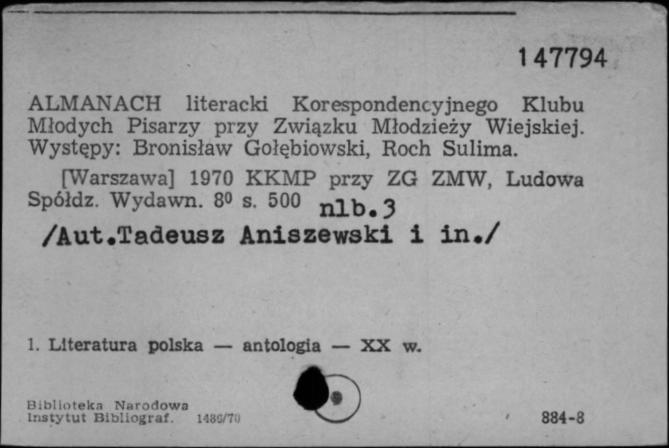 147794
ALMANACH literacki Korespondencyjnego Klubu
Młodych Pisarzy przy Związku Młodzieży Wiejskiej.
Występy: Bronisław Gołębiowski, Roch Sulima.
[Warszawa] 1970 KKMP przy ZG ZMW, Ludowa
Spółdz. Wydawn. 8⁰ s. 500 nlb.3
/Aut.Tadeusz Aniszewski i in./
1. Literatura polska — antologia — XX w.
Biblioteka Narodowa
Instytut Bibliograf. 1486/70 884-8